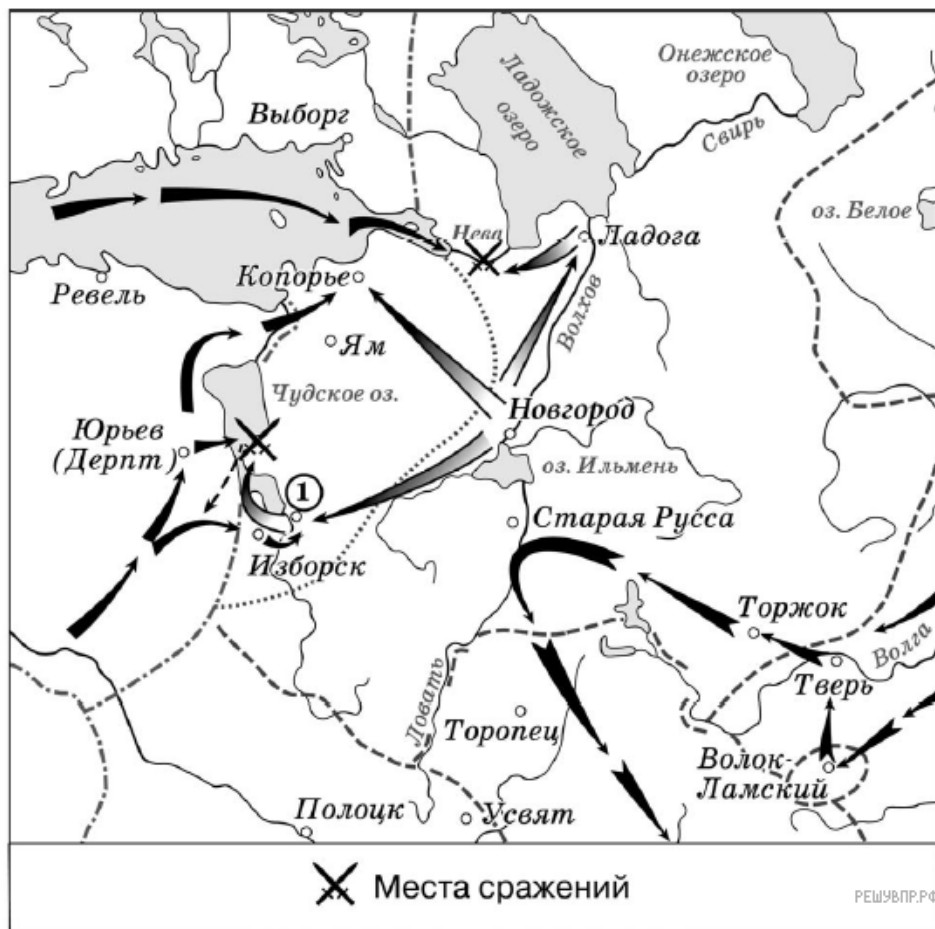 Онежское
озеро
Ладожское
озеро
Выборг
Свирь
оз. Белое
Нева
Ладога
Копорье
Ревель
Волхов
Ям
Чудское оз.
Новгород
Юрьев
(Дерпт)
оз. Ильмень
1
Старая Русса
Изборск
Торжок
Волга
Тверь
Ловать
Торопец
Волок-
Ламский
Полоцк
Усвят
Места сражений
РЕШУВПР.РФ